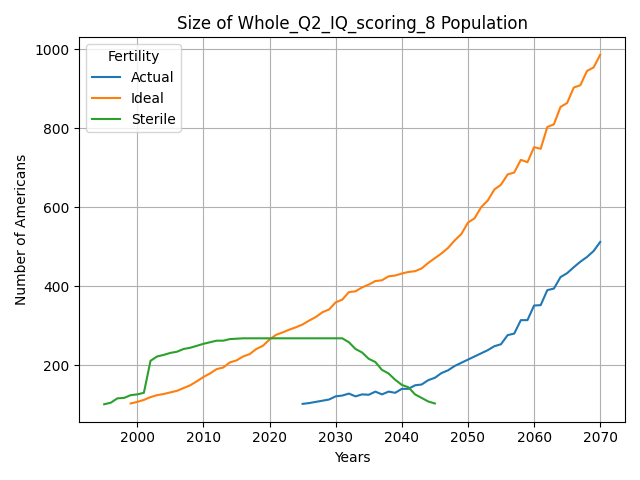 Size of Whole_Q2_IQ_scoring_8 Population
Fertility
Actual
Ideal
Sterile
1000
800
600
400
200
Number of Americans
2000 2010 2020 2030 2040 2050 2060 2070
Years